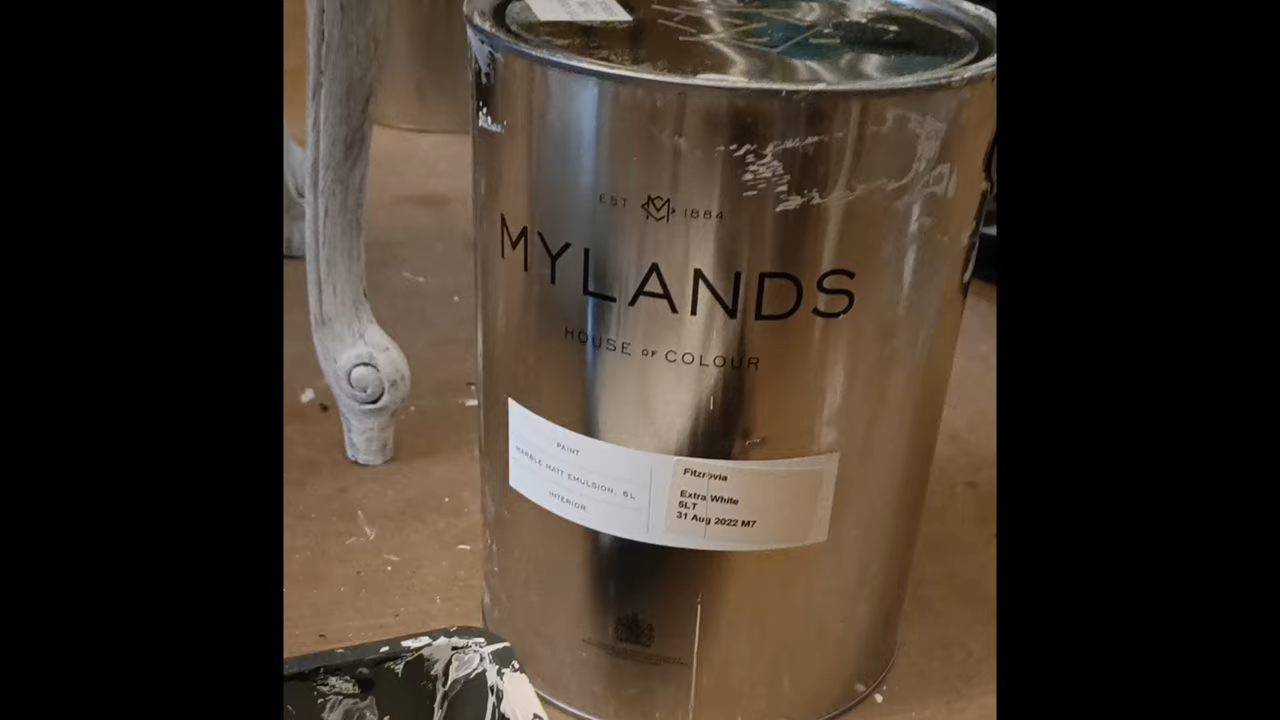 EST 1884
MYLANDS
HOUSE OF COLOUR
PAINT
MARBLE MATT EMULSION, 5L
INTERIOR
Fitzrovia
Extra White
5LT
31 Aug 2022 M7